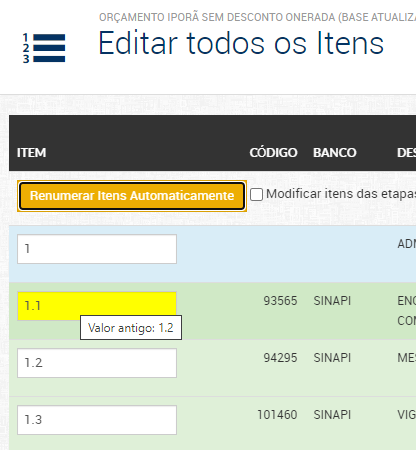 ORÇAMENTO IPORÃ SEM DESCONTO ONERADA (BASE ATUALIZA
1
2
3
Editar todos os Itens
ITEM CÓDIGO BANCO DES
Renumerar Itens Automaticamente Modificar itens das etapas
1 ADM
1.1 93565 SINAPI ENG
COM
Valor antigo: 1.2
1.2 94295 SINAPI MES
1.3 101460 SINAPI VIG